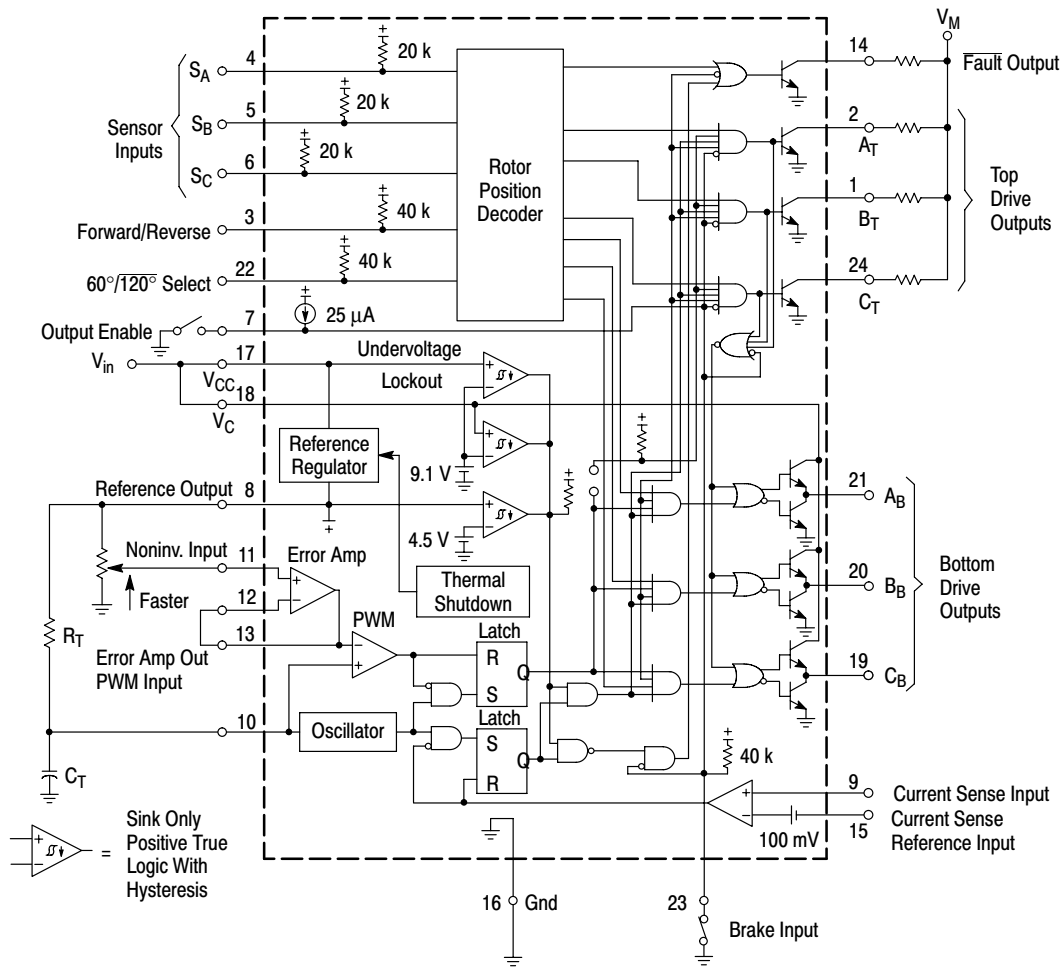 V_M
14
Fault Output
4
20 k
S_A
20 k
5
S_B
2
A_T
Sensor
Inputs
20 k
6
S_C
Rotor
Position
Decoder
1
B_T
Top
Drive
Outputs
40 k
3
Forward/Reverse
40 k
22
60°/120° Select
24
C_T
25 μA
Output Enable
7
Undervoltage
Lockout
V_in
17
V_CC
18
V_C
Reference
Regulator
9.1 V
Reference Output
8
4.5 V
21
A_B
Noninv. Input
11
Error Amp
Thermal
Shutdown
Faster
12
20
B_B
Bottom
Drive
Outputs
R_T
13
PWM
Latch
R
Q
S
Error Amp Out
PWM Input
19
C_B
10
Oscillator
Latch
S
Q
R
40 k
C_T
9
Current Sense Input
100 mV
15
Current Sense
Reference Input
=
Sink Only
Positive True
Logic With
Hysteresis
16
Gnd
23
Brake Input